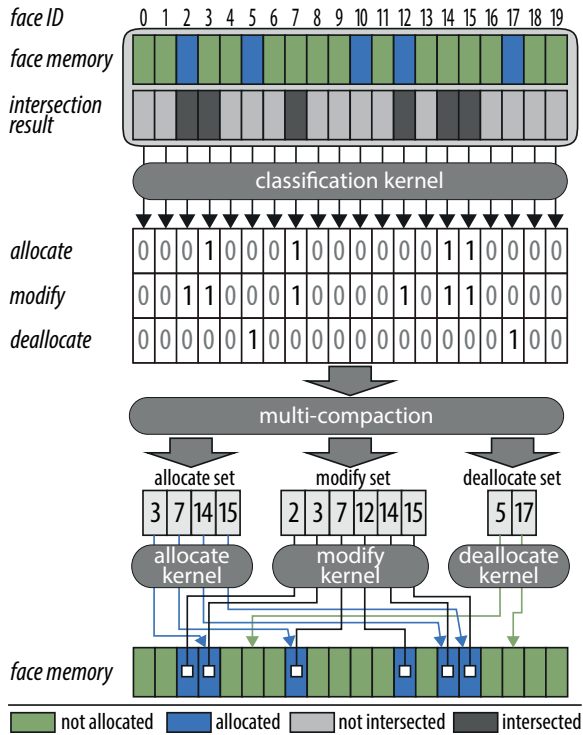 face ID 0 1 2 3 4 5 6 7 8 9 10 11 12 13 14 15 16 17 18 19
face memory
intersection
result
classification kernel
allocate 0 0 0 1 0 0 0 1 0 0 0 0 0 0 1 1 0 0 0 0
modify 0 0 1 1 0 0 0 1 0 0 0 0 1 0 1 1 0 0 0 0
deallocate 0 0 0 0 0 1 0 0 0 0 0 0 0 0 0 0 0 1 0 0
multi-compaction
allocate set modify set deallocate set
3 7 14 15 2 3 7 12 14 15 5 17
allocate modify deallocate
kernel kernel kernel
face memory
not allocated allocated not intersected intersected